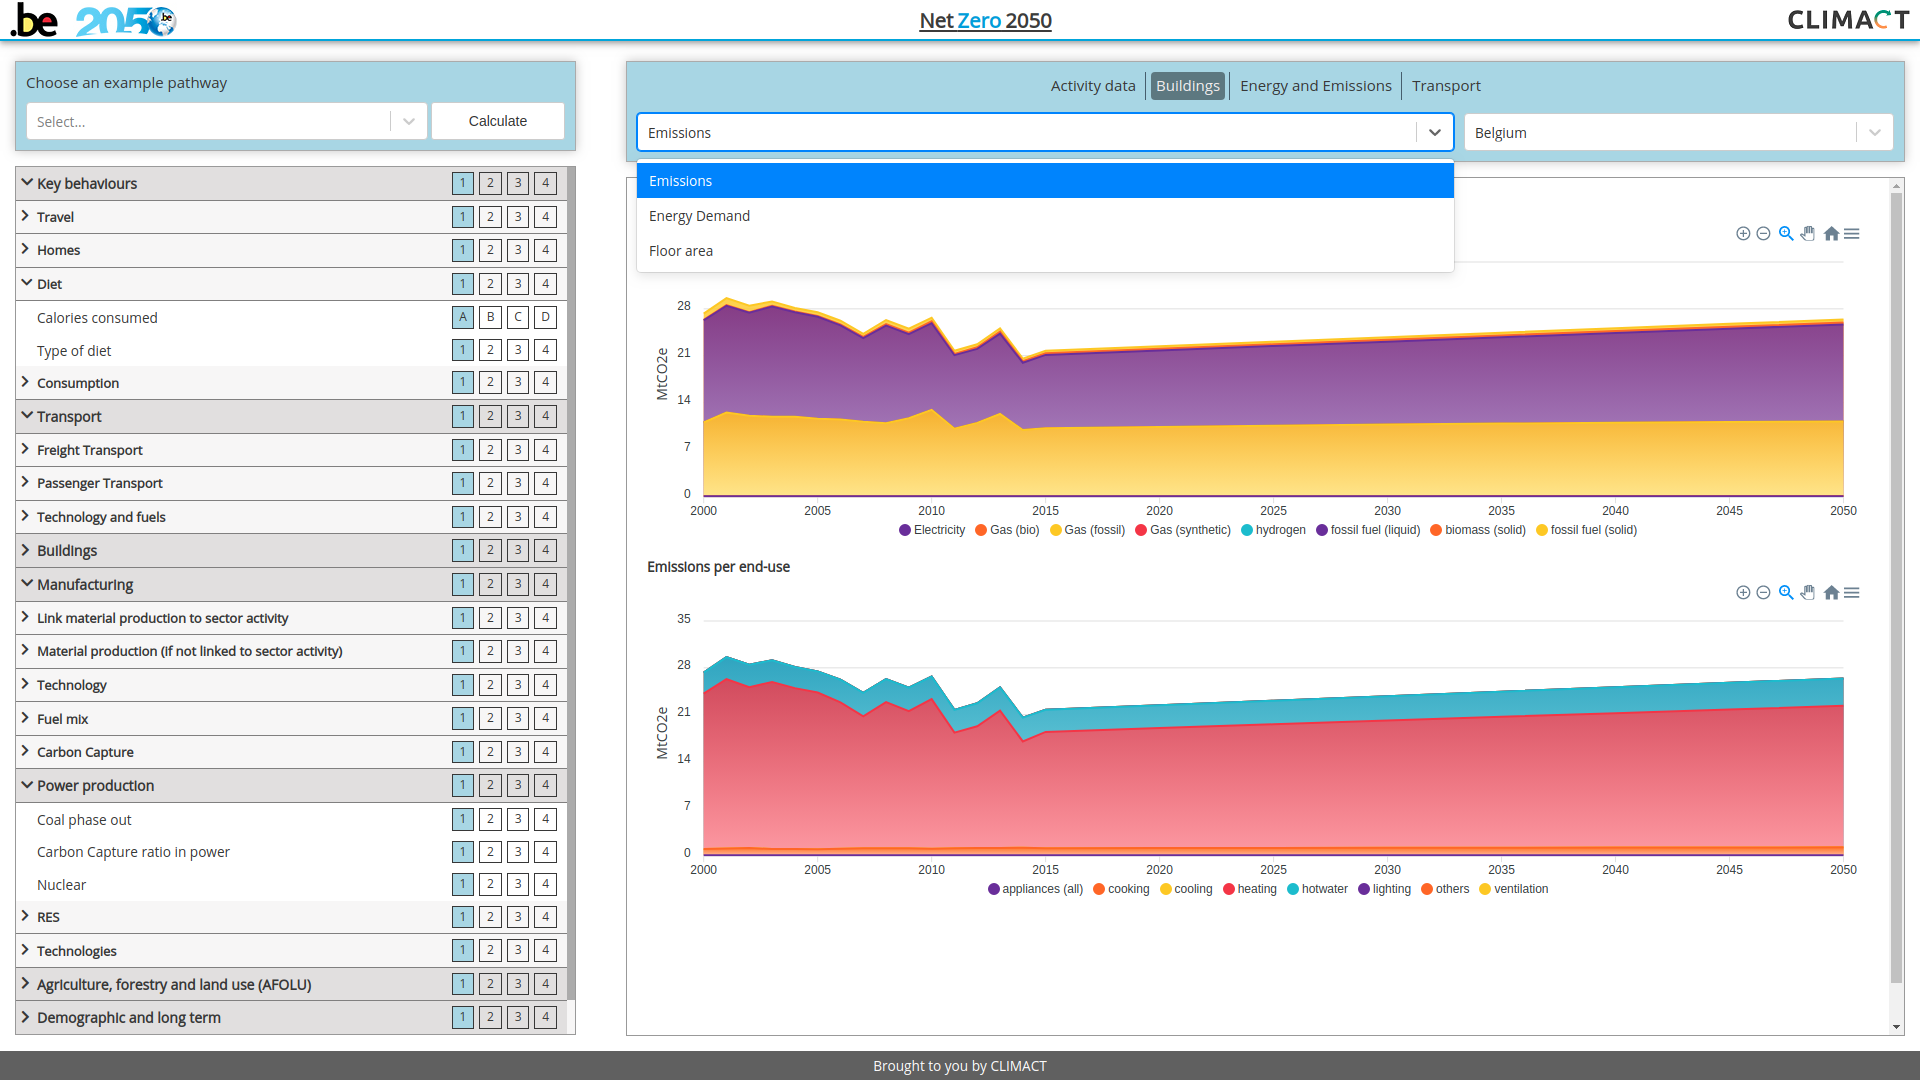 .be 2050 .be
Net Zero 2050
CLIMACT
Choose an example pathway
Select...
Calculate
Key behaviours 1 2 3 4
Travel 1 2 3 4
Homes 1 2 3 4
Diet 1 2 3 4
Calories consumed A B C D
Type of diet 1 2 3 4
Consumption 1 2 3 4
Transport 1 2 3 4
Freight Transport 1 2 3 4
Passenger Transport 1 2 3 4
Technology and fuels 1 2 3 4
Buildings 1 2 3 4
Manufacturing 1 2 3 4
Link material production to sector activity 1 2 3 4
Material production (if not linked to sector activity) 1 2 3 4
Technology 1 2 3 4
Fuel mix 1 2 3 4
Carbon Capture 1 2 3 4
Power production 1 2 3 4
Coal phase out 1 2 3 4
Carbon Capture ratio in power 1 2 3 4
Nuclear 1 2 3 4
RES 1 2 3 4
Technologies 1 2 3 4
Agriculture, forestry and land use (AFOLU) 1 2 3 4
Demographic and long term 1 2 3 4
Activity data Buildings Energy and Emissions Transport
Emissions
Belgium
Emissions
Energy Demand
Floor area
28
21
14
7
0
MtCO2e
2000 2005 2010 2015 2020 2025 2030 2035 2040 2045 2050
Electricity Gas (bio) Gas (fossil) Gas (synthetic) hydrogen fossil fuel (liquid) biomass (solid) fossil fuel (solid)
Emissions per end-use
35
28
21
14
7
0
MtCO2e
2000 2005 2010 2015 2020 2025 2030 2035 2040 2045 2050
appliances (all) cooking cooling heating hotwater lighting others ventilation
Brought to you by CLIMACT